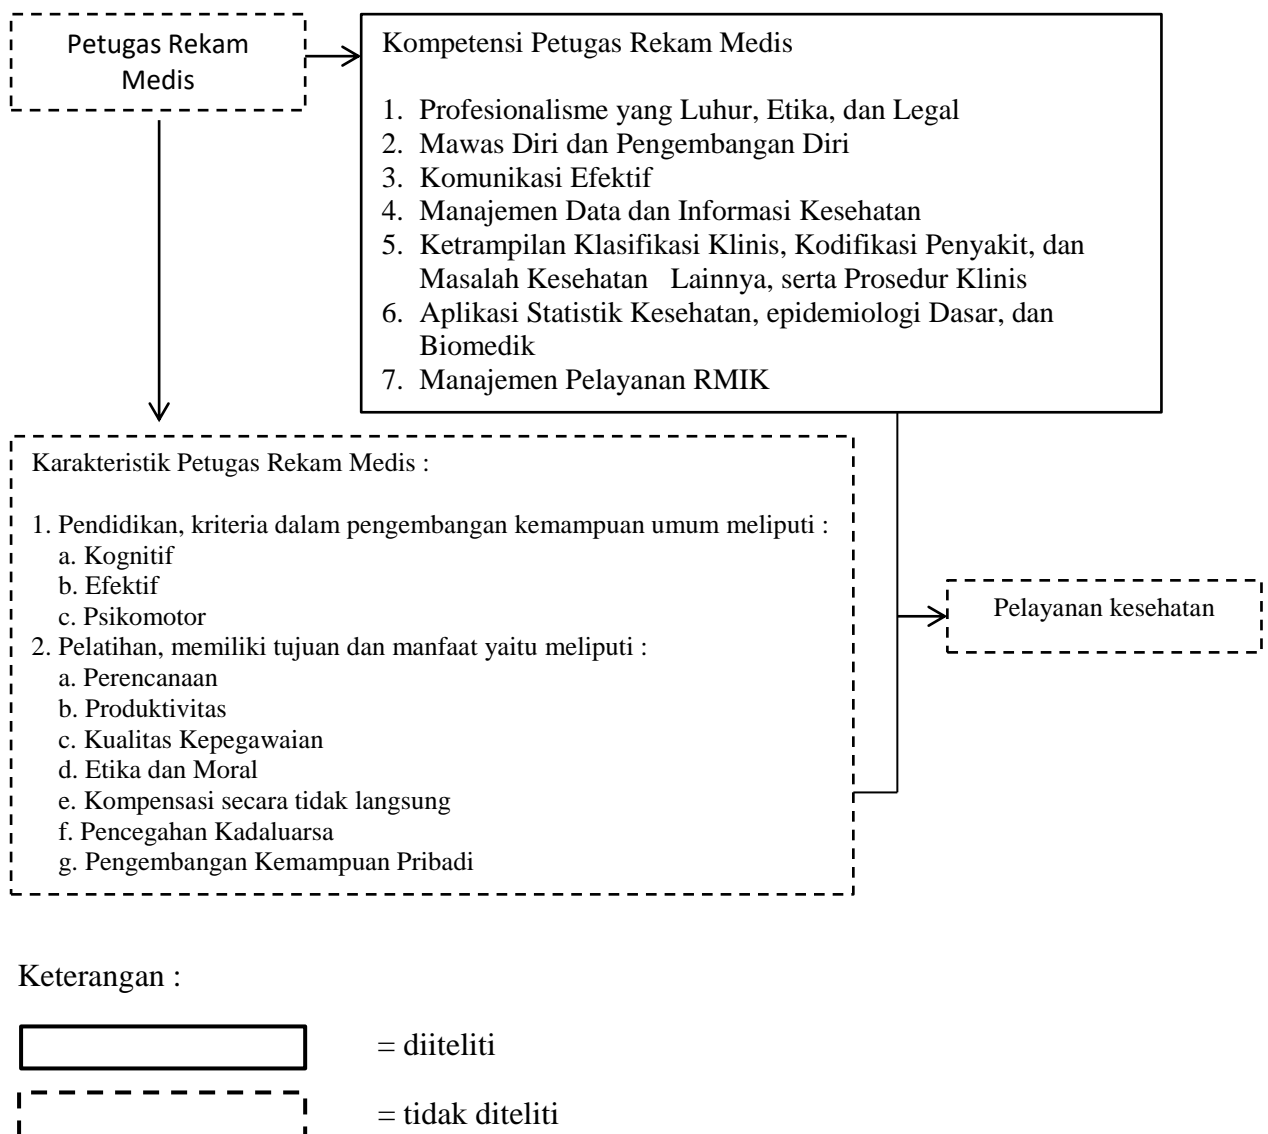 Petugas Rekam
Medis
Kompetensi Petugas Rekam Medis
1. Profesionalisme yang Luhur, Etika, dan Legal
2. Mawas Diri dan Pengembangan Diri
3. Komunikasi Efektif
4. Manajemen Data dan Informasi Kesehatan
5. Ketrampilan Klasifikasi Klinis, Kodifikasi Penyakit, dan
Masalah Kesehatan Lainnya, serta Prosedur Klinis
6. Aplikasi Statistik Kesehatan, epidemiologi Dasar, dan
Biomedik
7. Manajemen Pelayanan RMIK
Karakteristik Petugas Rekam Medis :
1. Pendidikan, kriteria dalam pengembangan kemampuan umum meliputi :
a. Kognitif
b. Efektif
c. Psikomotor
2. Pelatihan, memiliki tujuan dan manfaat yaitu meliputi :
a. Perencanaan
b. Produktivitas
c. Kualitas Kepegawaian
d. Etika dan Moral
e. Kompensasi secara tidak langsung
f. Pencegahan Kadaluarsa
g. Pengembangan Kemampuan Pribadi
Pelayanan kesehatan
Keterangan :
= diiteliti
= tidak diteliti